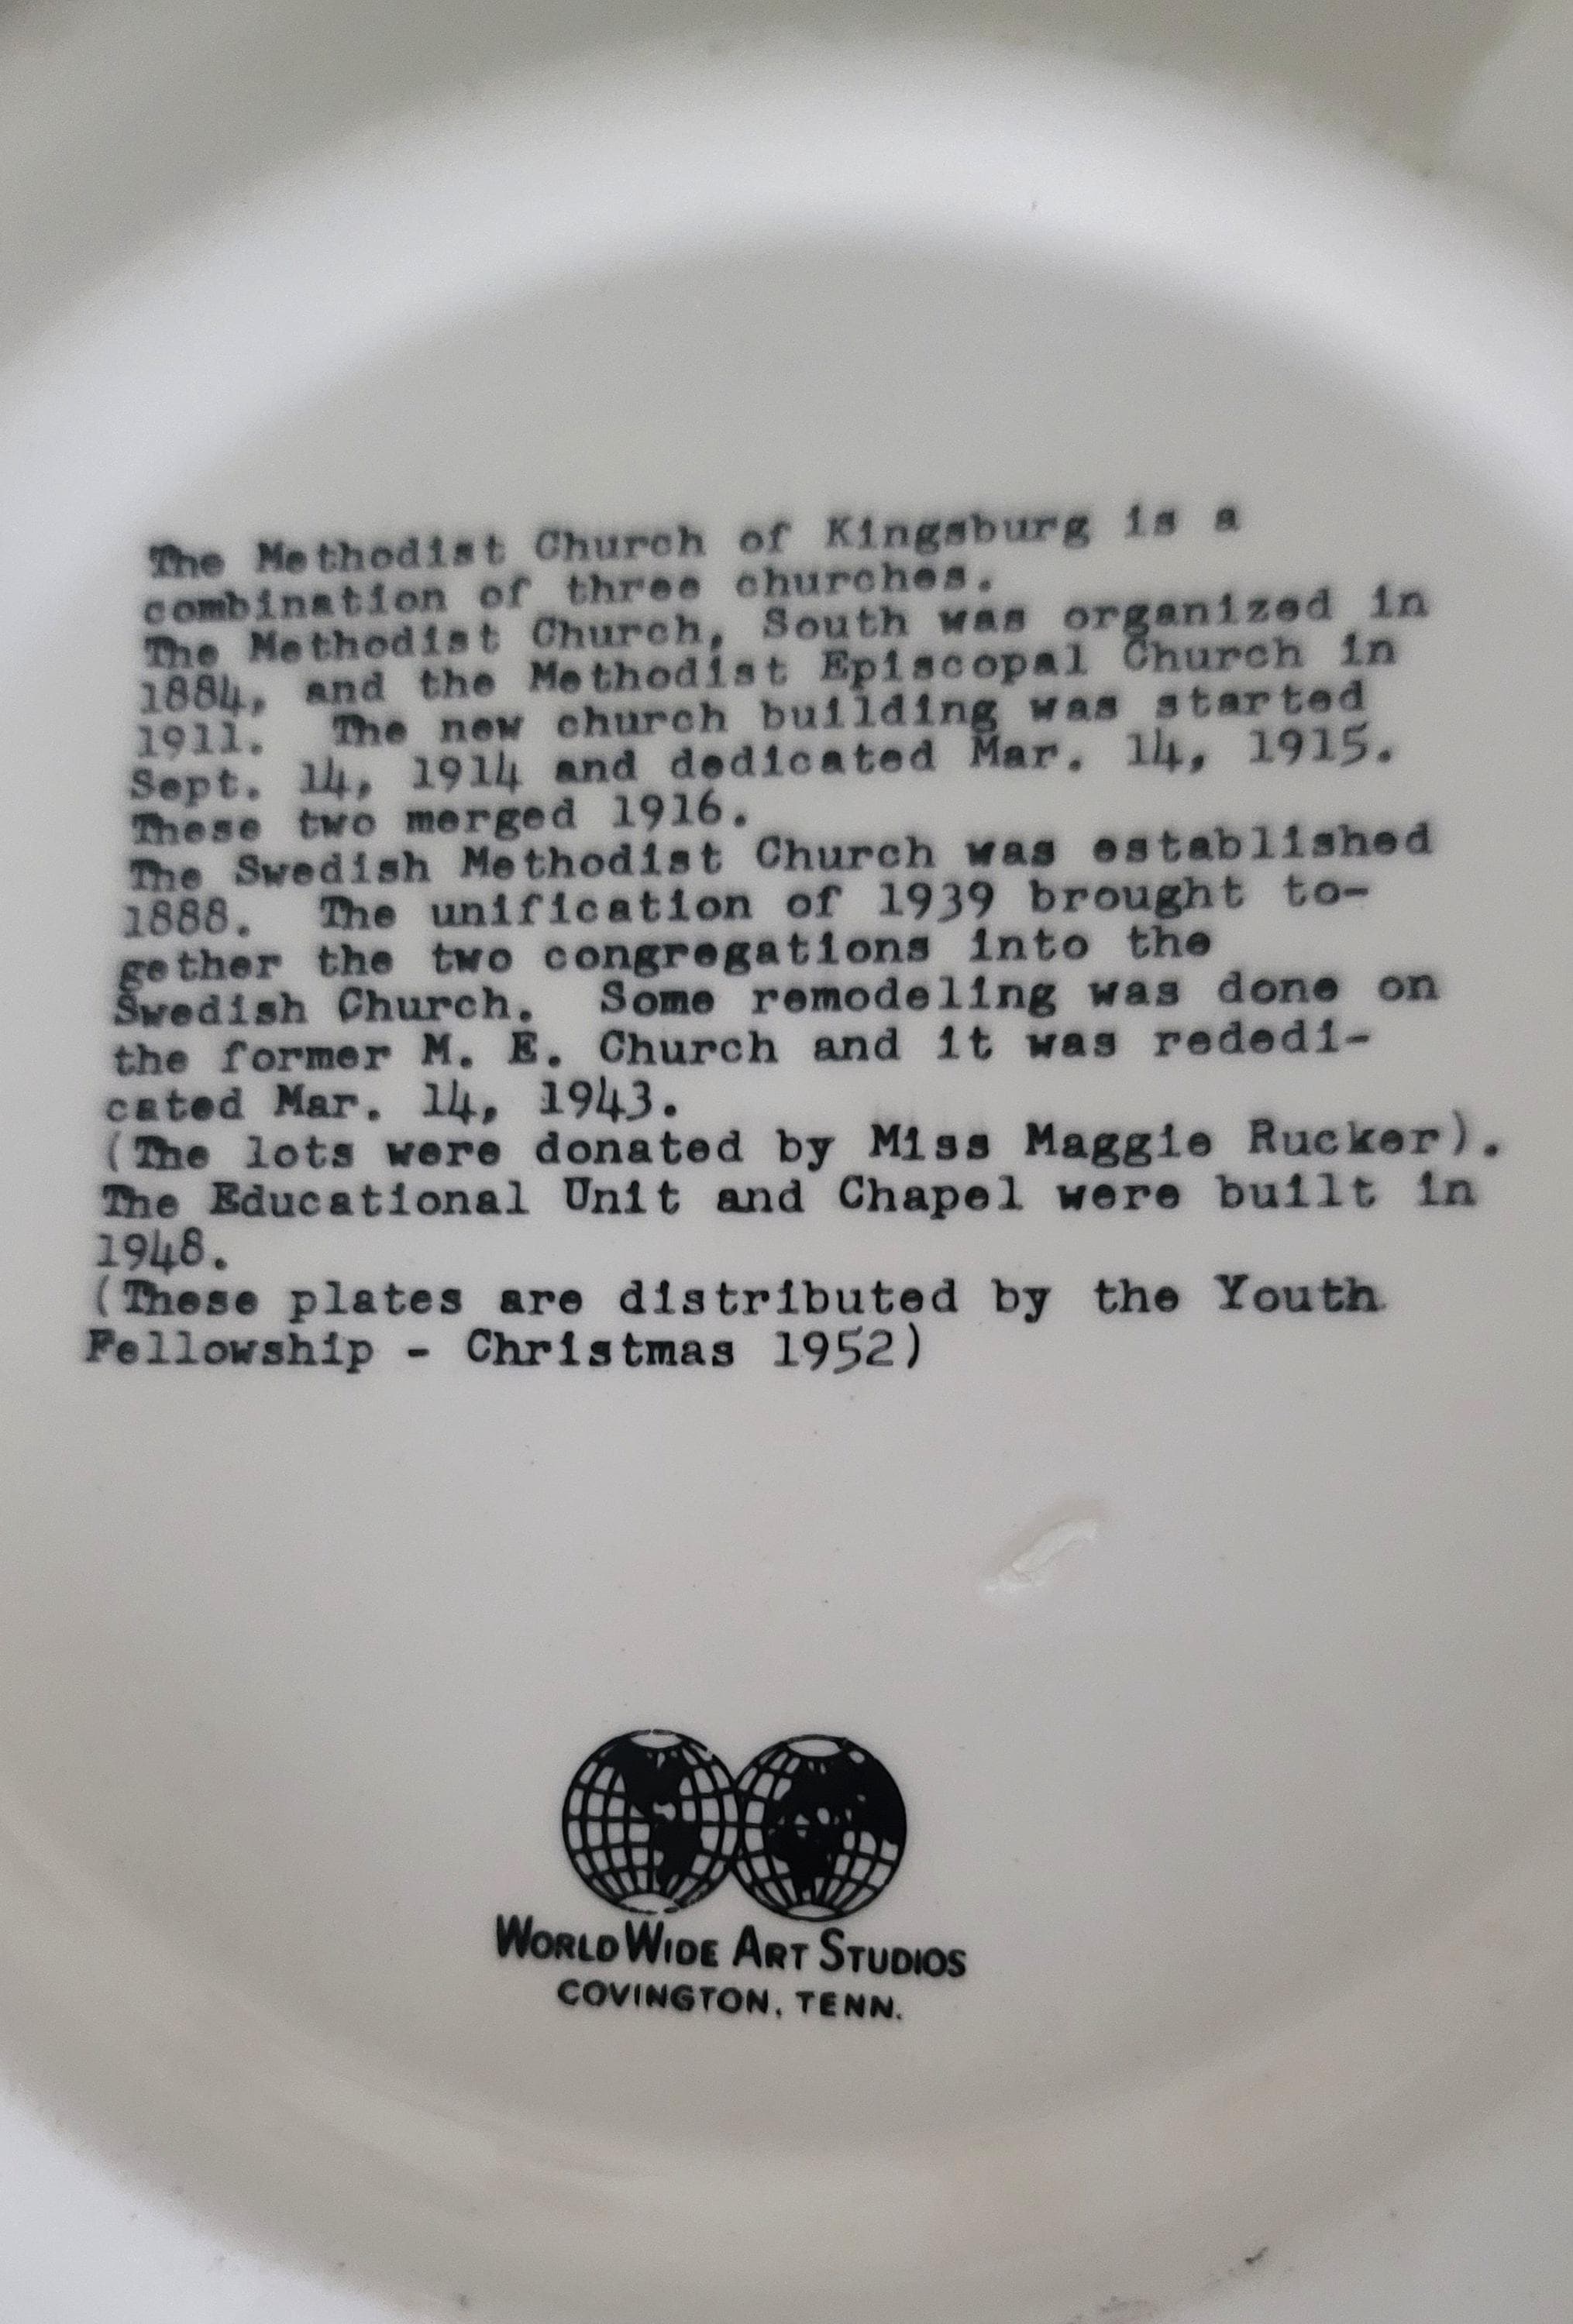 The Methodist Church of Kingsburg is a
combination of three churches.
The Methodist Church, South was organized in
1884, and the Methodist Episcopal Church in
1911. The new church building was started
Sept. 14, 1914 and dedicated Mar. 14, 1915.
These two merged 1916.
The Swedish Methodist Church was established
1888. The unification of 1939 brought to-
gether the two congregations into the
Swedish Church. Some remodeling was done on
the former M. E. Church and it was rededi-
cated Mar. 14, 1943.
(The lots were donated by Miss Maggie Rucker).
The Educational Unit and Chapel were built in
1948.
(These plates are distributed by the Youth
Fellowship - Christmas 1952)
WORLD WIDE ART STUDIOS
COVINGTON, TENN.